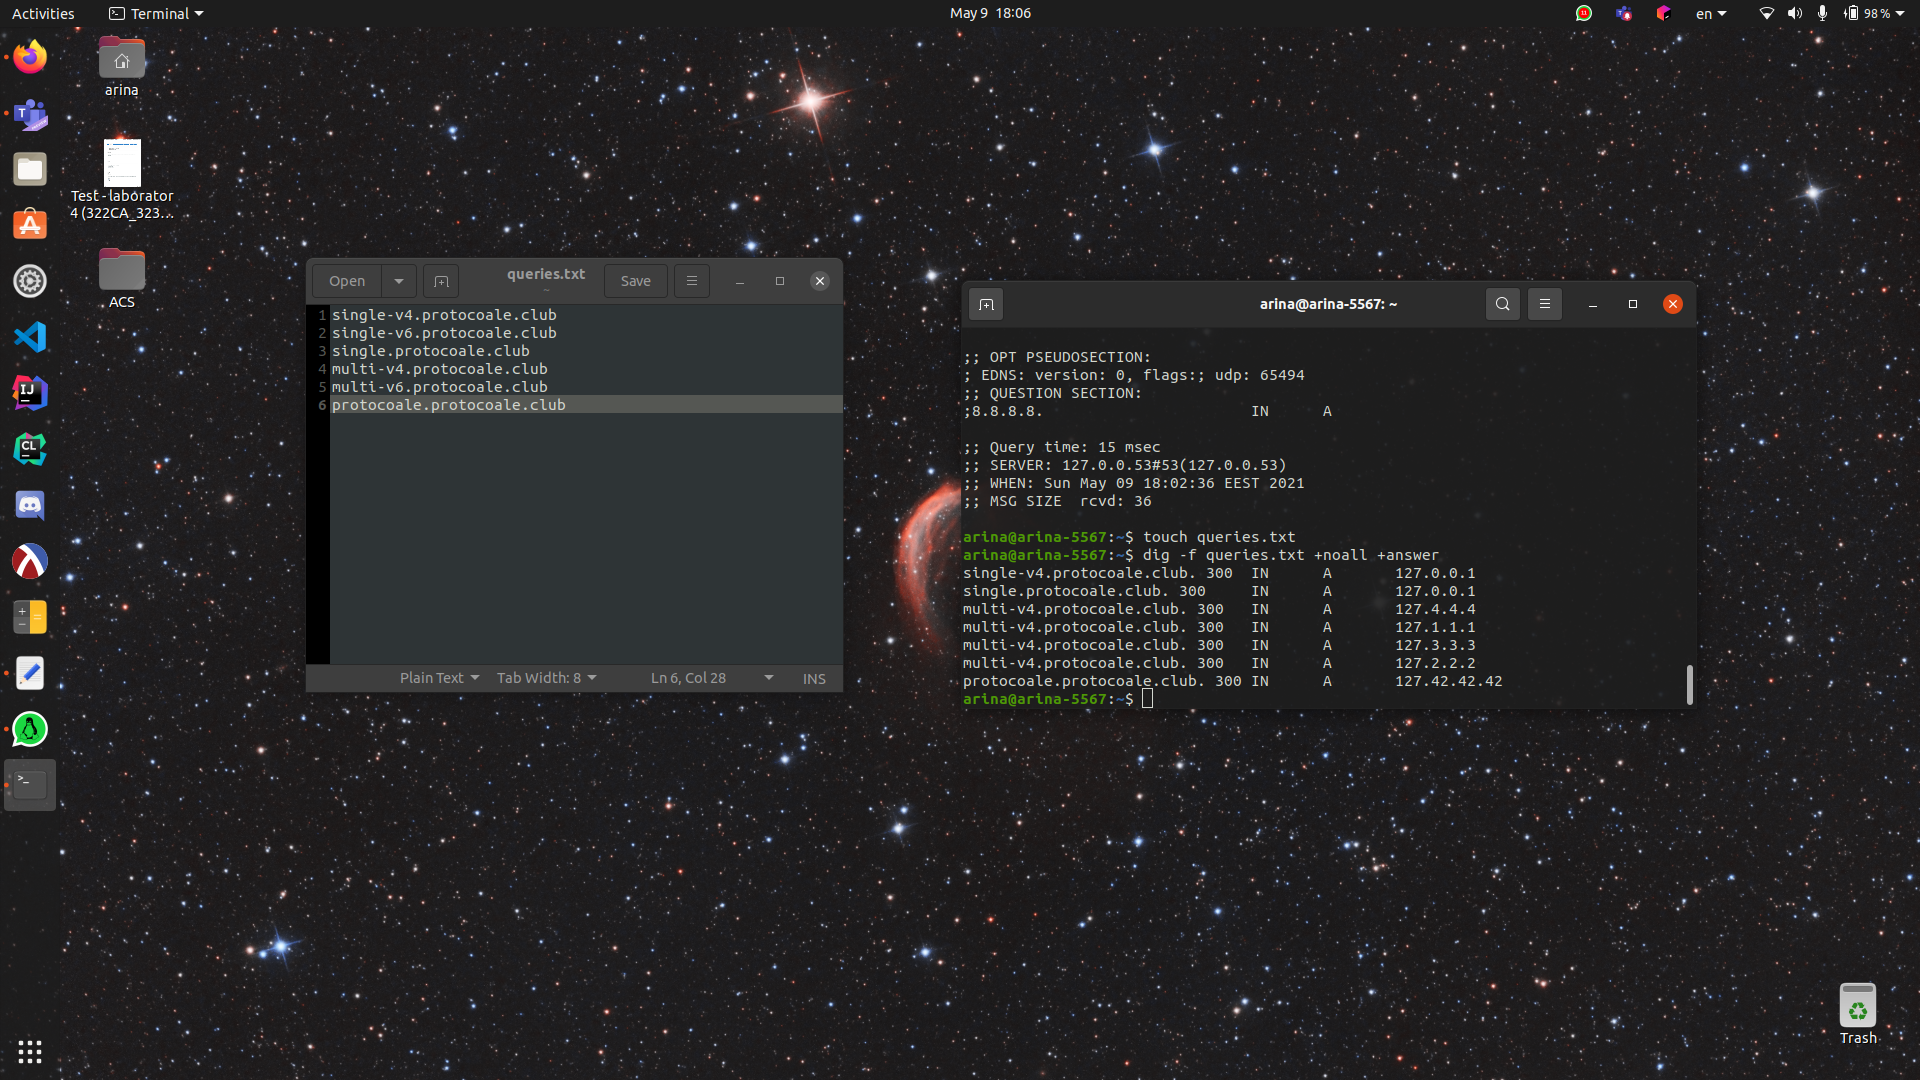 Activities
Terminal
May 9  18:06
en
98 %
arina
Test - laborator
4 (322CA_323...
ACS
Open
queries.txt
~
Save
1 single-v4.protocoale.club
2 single-v6.protocoale.club
3 single.protocoale.club
4 multi-v4.protocoale.club
5 multi-v6.protocoale.club
6 protocoale.protocoale.club
Plain Text
Tab Width: 8
Ln 6, Col 28
INS
arina@arina-5567: ~
;; OPT PSEUDOSECTION:
; EDNS: version: 0, flags:; udp: 65494
;; QUESTION SECTION:
;8.8.8.8.                       IN      A
;; Query time: 15 msec
;; SERVER: 127.0.0.53#53(127.0.0.53)
;; WHEN: Sun May 09 18:02:36 EEST 2021
;; MSG SIZE  rcvd: 36
arina@arina-5567:~$ touch queries.txt
arina@arina-5567:~$ dig -f queries.txt +noall +answer
single-v4.protocoale.club. 300  IN      A       127.0.0.1
single.protocoale.club. 300     IN      A       127.0.0.1
multi-v4.protocoale.club. 300   IN      A       127.4.4.4
multi-v4.protocoale.club. 300   IN      A       127.1.1.1
multi-v4.protocoale.club. 300   IN      A       127.3.3.3
multi-v4.protocoale.club. 300   IN      A       127.2.2.2
protocoale.protocoale.club. 300 IN      A       127.42.42.42
arina@arina-5567:~$
IJ
CL
Trash